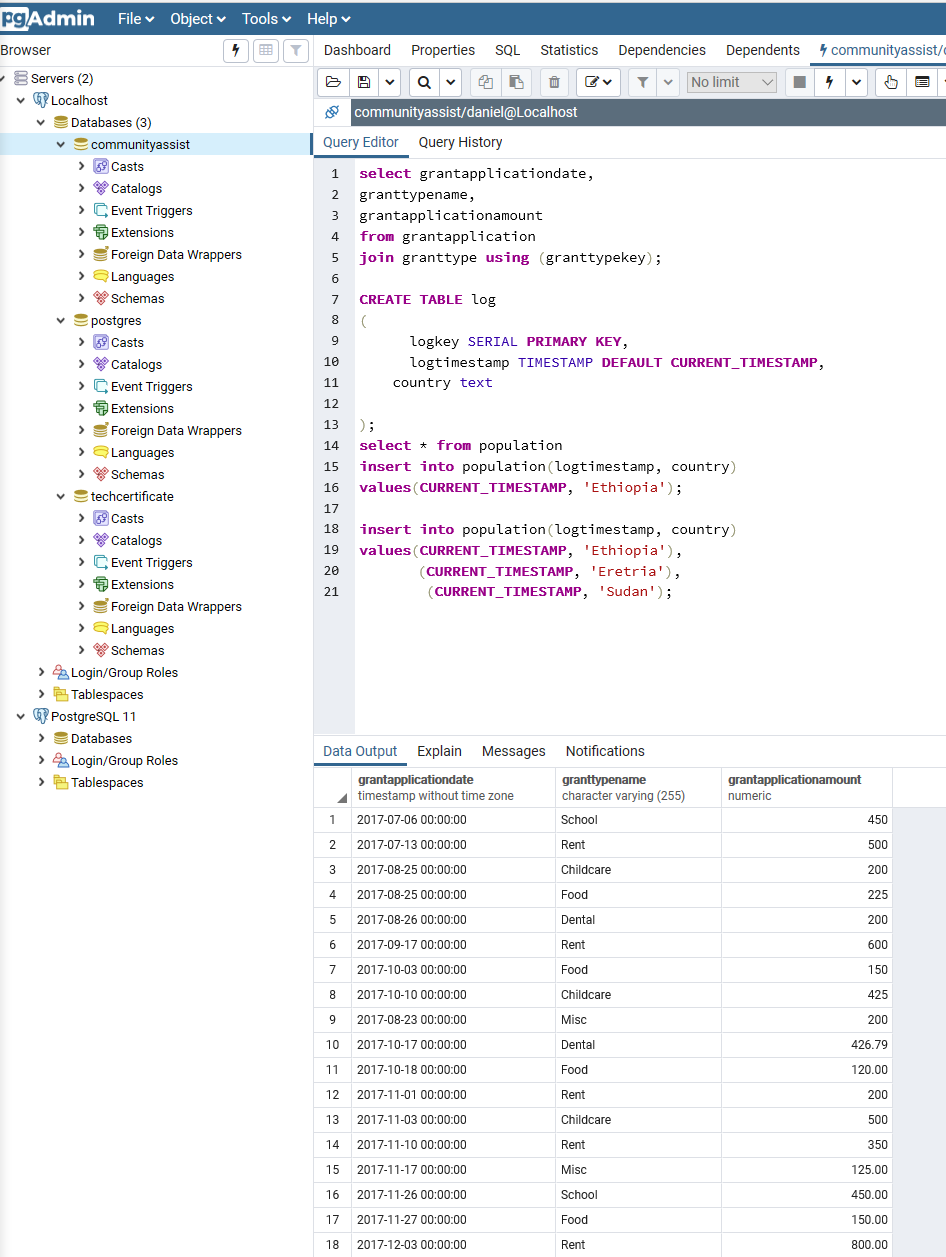 pgAdmin File Object Tools Help
Browser Dashboard Properties SQL Statistics Dependencies Dependents communityassist/
No limit
communityassist/daniel@Localhost
Query Editor Query History
Servers (2)
Localhost
Databases (3)
communityassist
Casts
Catalogs
Event Triggers
Extensions
Foreign Data Wrappers
Languages
Schemas
postgres
Casts
Catalogs
Event Triggers
Extensions
Foreign Data Wrappers
Languages
Schemas
techcertificate
Casts
Catalogs
Event Triggers
Extensions
Foreign Data Wrappers
Languages
Schemas
Login/Group Roles
Tablespaces
PostgreSQL 11
Databases
Login/Group Roles
Tablespaces
1 select grantapplicationdate,
2 granttypename,
3 grantapplicationamount
4 from grantapplication
5 join granttype using (granttypekey);
6
7 CREATE TABLE log
8 (
9 logkey SERIAL PRIMARY KEY,
10 logtimestamp TIMESTAMP DEFAULT CURRENT_TIMESTAMP,
11 country text
12
13 );
14 select * from population
15 insert into population(logtimestamp, country)
16 values(CURRENT_TIMESTAMP, 'Ethiopia');
17
18 insert into population(logtimestamp, country)
19 values(CURRENT_TIMESTAMP, 'Ethiopia'),
20 (CURRENT_TIMESTAMP, 'Eretria'),
21 (CURRENT_TIMESTAMP, 'Sudan');
Data Output Explain Messages Notifications
grantapplicationdate granttypename grantapplicationamount
timestamp without time zone character varying (255) numeric
1 2017-07-06 00:00:00 School 450
2 2017-07-13 00:00:00 Rent 500
3 2017-08-25 00:00:00 Childcare 200
4 2017-08-25 00:00:00 Food 225
5 2017-08-26 00:00:00 Dental 200
6 2017-09-17 00:00:00 Rent 600
7 2017-10-03 00:00:00 Food 150
8 2017-10-10 00:00:00 Childcare 425
9 2017-08-23 00:00:00 Misc 200
10 2017-10-17 00:00:00 Dental 426.79
11 2017-10-18 00:00:00 Food 120.00
12 2017-11-01 00:00:00 Rent 200
13 2017-11-03 00:00:00 Childcare 500
14 2017-11-10 00:00:00 Rent 350
15 2017-11-17 00:00:00 Misc 125.00
16 2017-11-26 00:00:00 School 450.00
17 2017-11-27 00:00:00 Food 150.00
18 2017-12-03 00:00:00 Rent 800.00